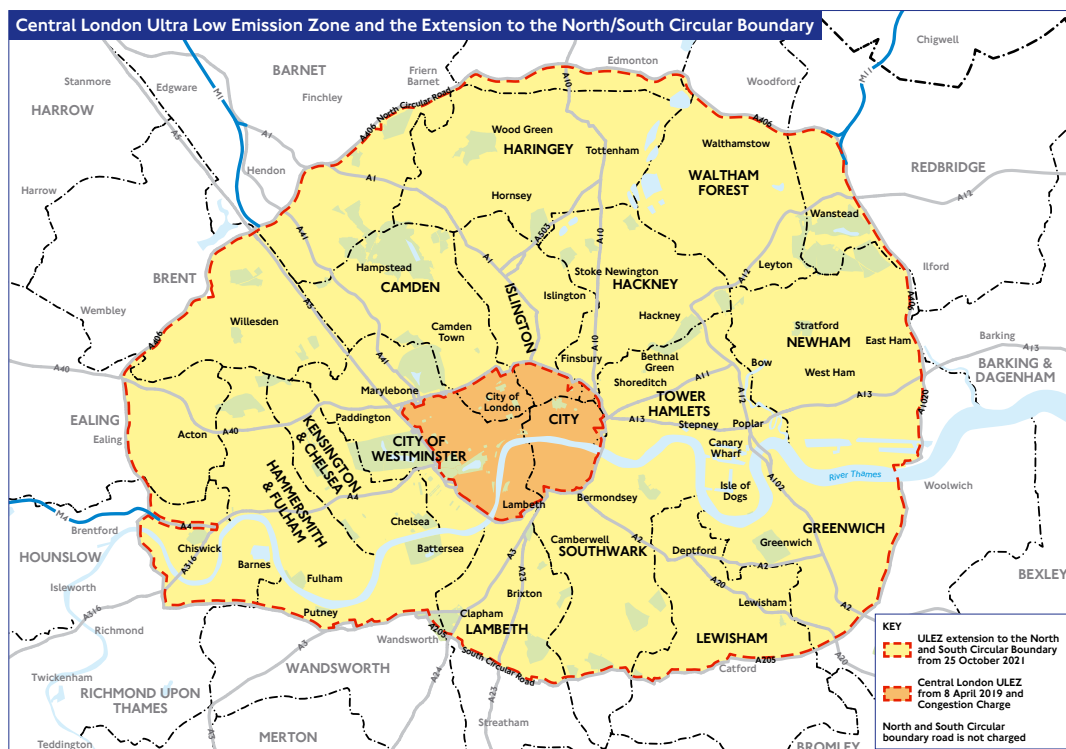 Central London Ultra Low Emission Zone and the Extension to the North/South Circular Boundary
Chigwell
Edmonton
BARNET
Friern
Barnet
Woodford
Stanmore
Edgware
Finchley
M1
M11
A10
HARROW
A406 North Circular Road
A406
A5
A1
Wood Green
HARINGEY
Tottenham
Walthamstow
Hendon
A1
WALTHAM
FOREST
REDBRIDGE
Harrow
Hornsey
A12
Wanstead
A41
A503
A10
A1
BRENT
Hampstead
Stoke Newington
Leyton
Ilford
A12
CAMDEN
HACKNEY
ISLINGTON
Islington
A5
A406
Wembley
Willesden
Camden
Town
Hackney
Stratford
NEWHAM
East Ham
Barking
A13
A406
A10
A41
Finsbury
Bethnal
Green
Bow
West Ham
BARKING &
DAGENHAM
A40
Marylebone
Shoreditch
A11
A12
A13
A1020
City of
London
CITY
TOWER
HAMLETS
EALING
Ealing
Acton
A40
Paddington
A13
Stepney
Poplar
KENSINGTON
& CHELSEA
CITY OF
WESTMINSTER
Canary
Wharf
HAMMERSMITH
& FULHAM
River Thames
Isle of
Dogs
A102
Woolwich
A4
Lambeth
Bermondsey
M4
A4
Chelsea
Brentford
Chiswick
Battersea
A3
Camberwell
SOUTHWARK
A2
Deptford
Greenwich
GREENWICH
HOUNSLOW
A316
Barnes
A23
A2
BEXLEY
Isleworth
Fulham
Brixton
A20
Lewisham
A2
A316
Putney
Clapham
Richmond
A205
LAMBETH
LEWISHAM
A3
Wandsworth
South Circular Road
A205
Catford
A20
WANDSWORTH
A24
A23
Twickenham
RICHMOND UPON
THAMES
Streatham
MERTON
Teddington
BROMLEY
KEY
ULEZ extension to the North
and South Circular Boundary
from 25 October 2021
Central London ULEZ
from 8 April 2019 and
Congestion Charge
North and South Circular
boundary road is not charged